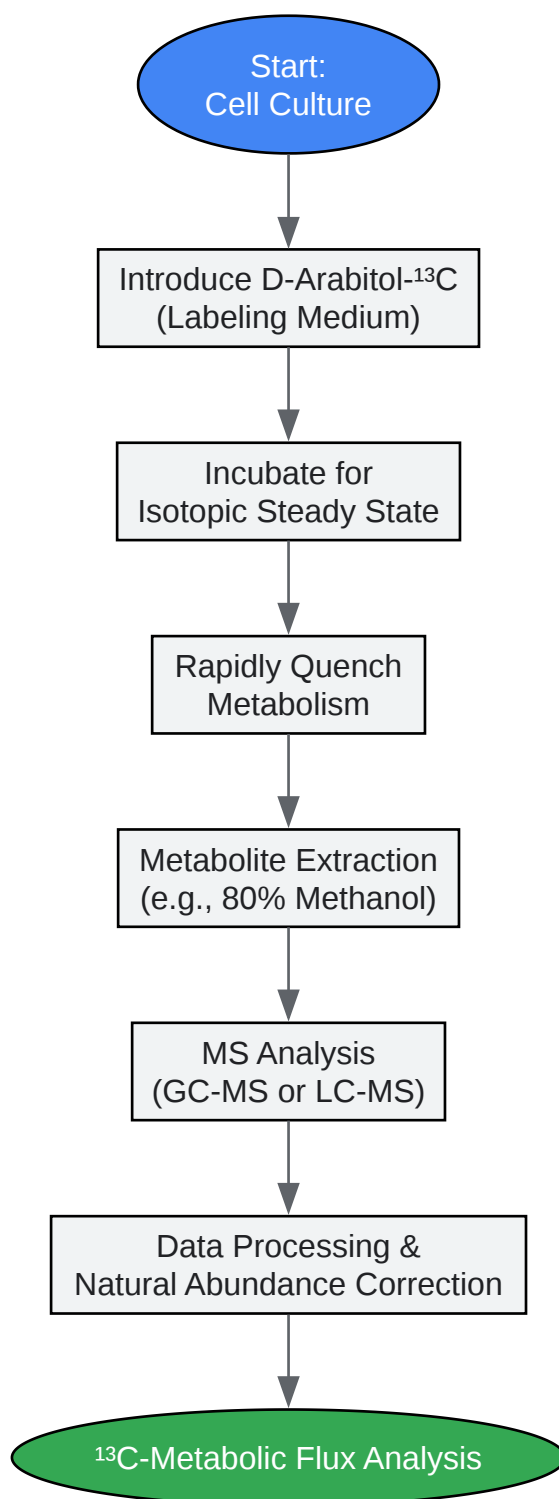 Start:
Cell Culture
Introduce D-Arabitol-¹³C
(Labeling Medium)
Incubate for
Isotopic Steady State
Rapidly Quench
Metabolism
Metabolite Extraction
(e.g., 80% Methanol)
MS Analysis
(GC-MS or LC-MS)
Data Processing &
Natural Abundance Correction
¹³C-Metabolic Flux Analysis